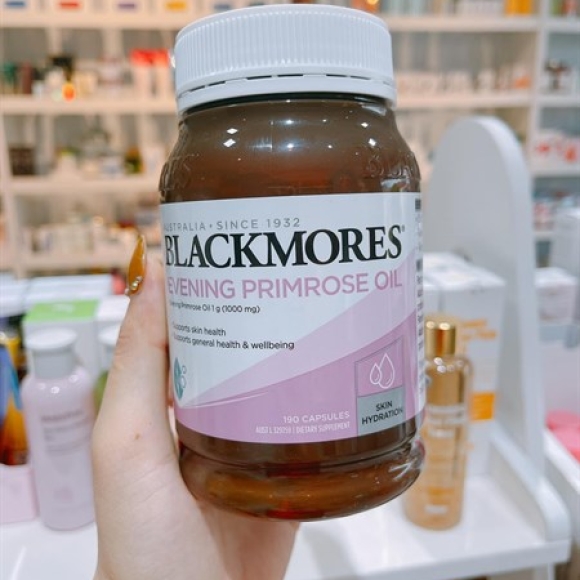 AUSTRALIA • SINCE 1932
BLACKMORES®
EVENING PRIMROSE OIL
Evening Primrose Oil 1 g (1000 mg)
Supports skin health
Supports general health & wellbeing
190 CAPSULES
DIETARY SUPPLEMENT
SKIN
HYDRATION